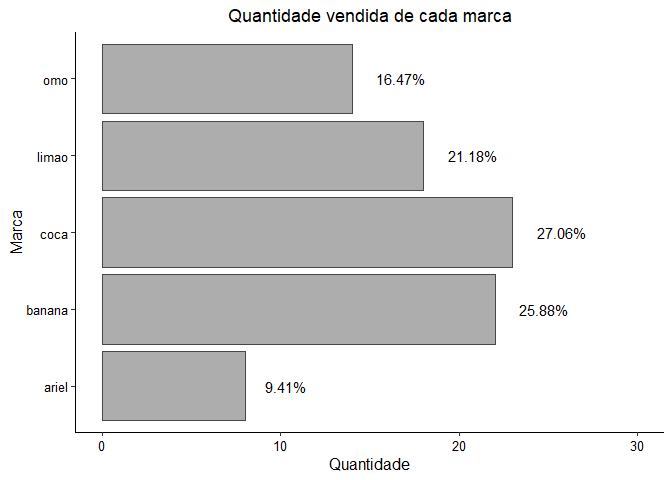 Quantidade vendida de cada marca
Marca
omo
16.47%
limao
21.18%
coca
27.06%
banana
25.88%
ariel
9.41%
0
10
20
30
Quantidade